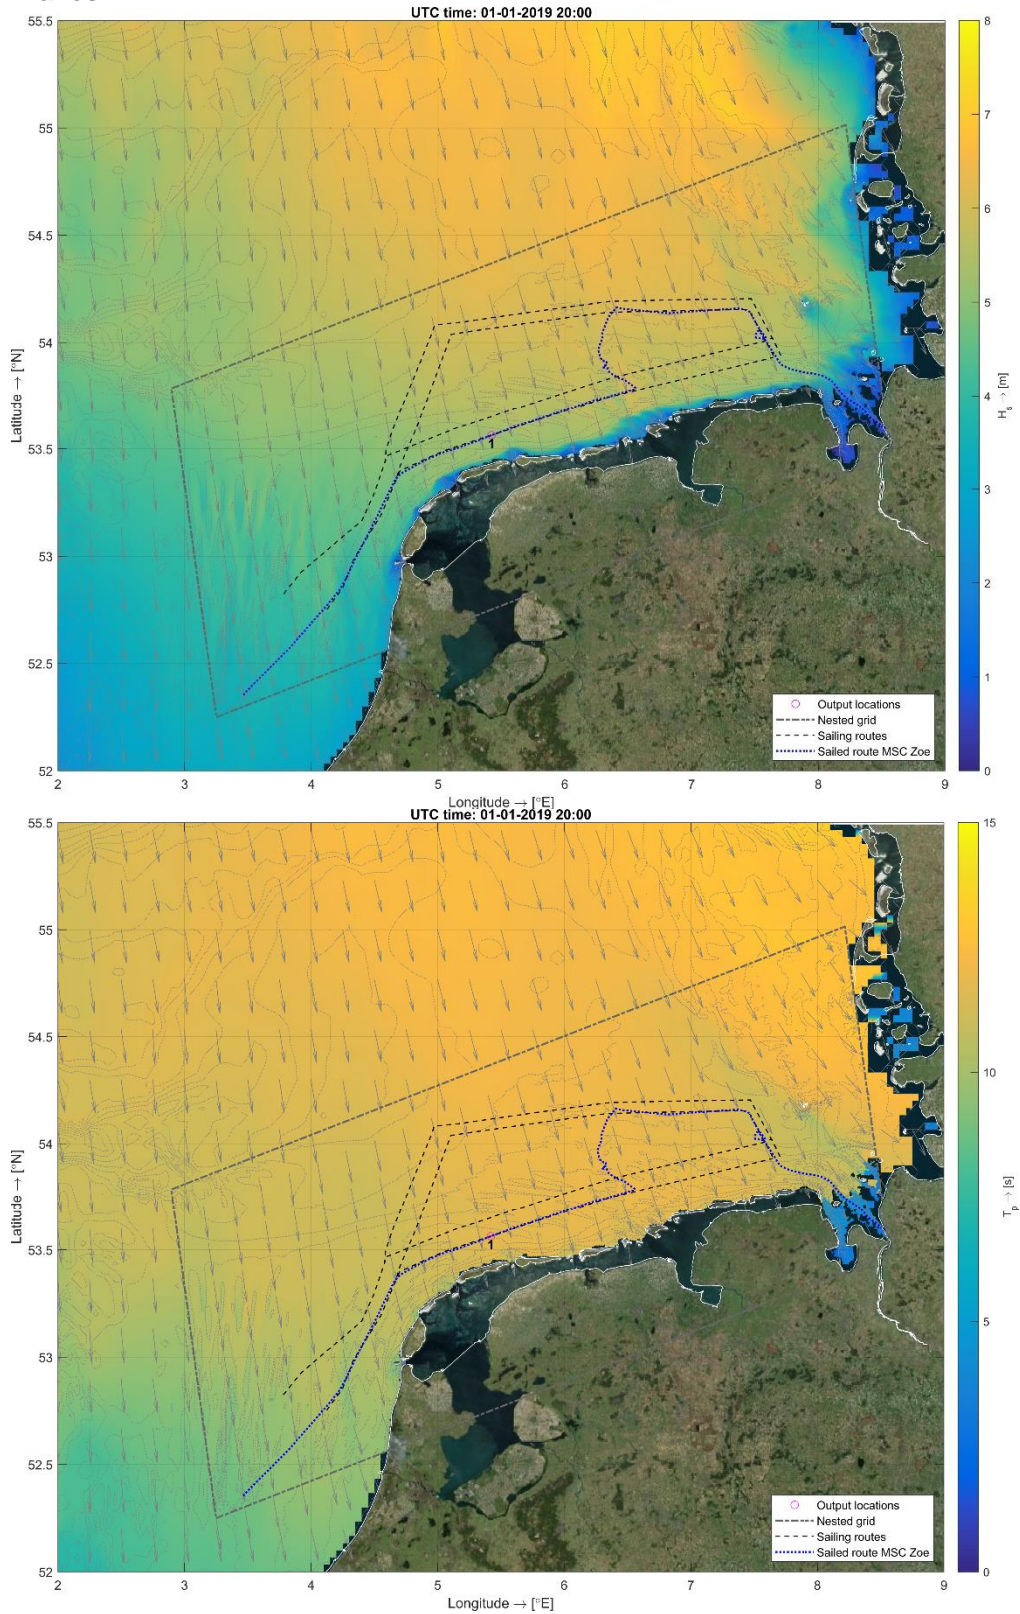 UTC time: 01-01-2019 20:00
55.5
55
54.5
54
53.5
53
52.5
52
Latitude → [°N]
2
3
4
5
6
7
8
9
Longitude → [°E]
1
Output locations
Nested grid
Sailing routes
Sailed route MSC Zoe
8
7
6
5
4
3
2
1
0
H_s → [m]
UTC time: 01-01-2019 20:00
55.5
55
54.5
54
53.5
53
52.5
52
Latitude → [°N]
2
3
4
5
6
7
8
9
Longitude → [°E]
1
Output locations
Nested grid
Sailing routes
Sailed route MSC Zoe
15
10
5
0
T_p → [s]